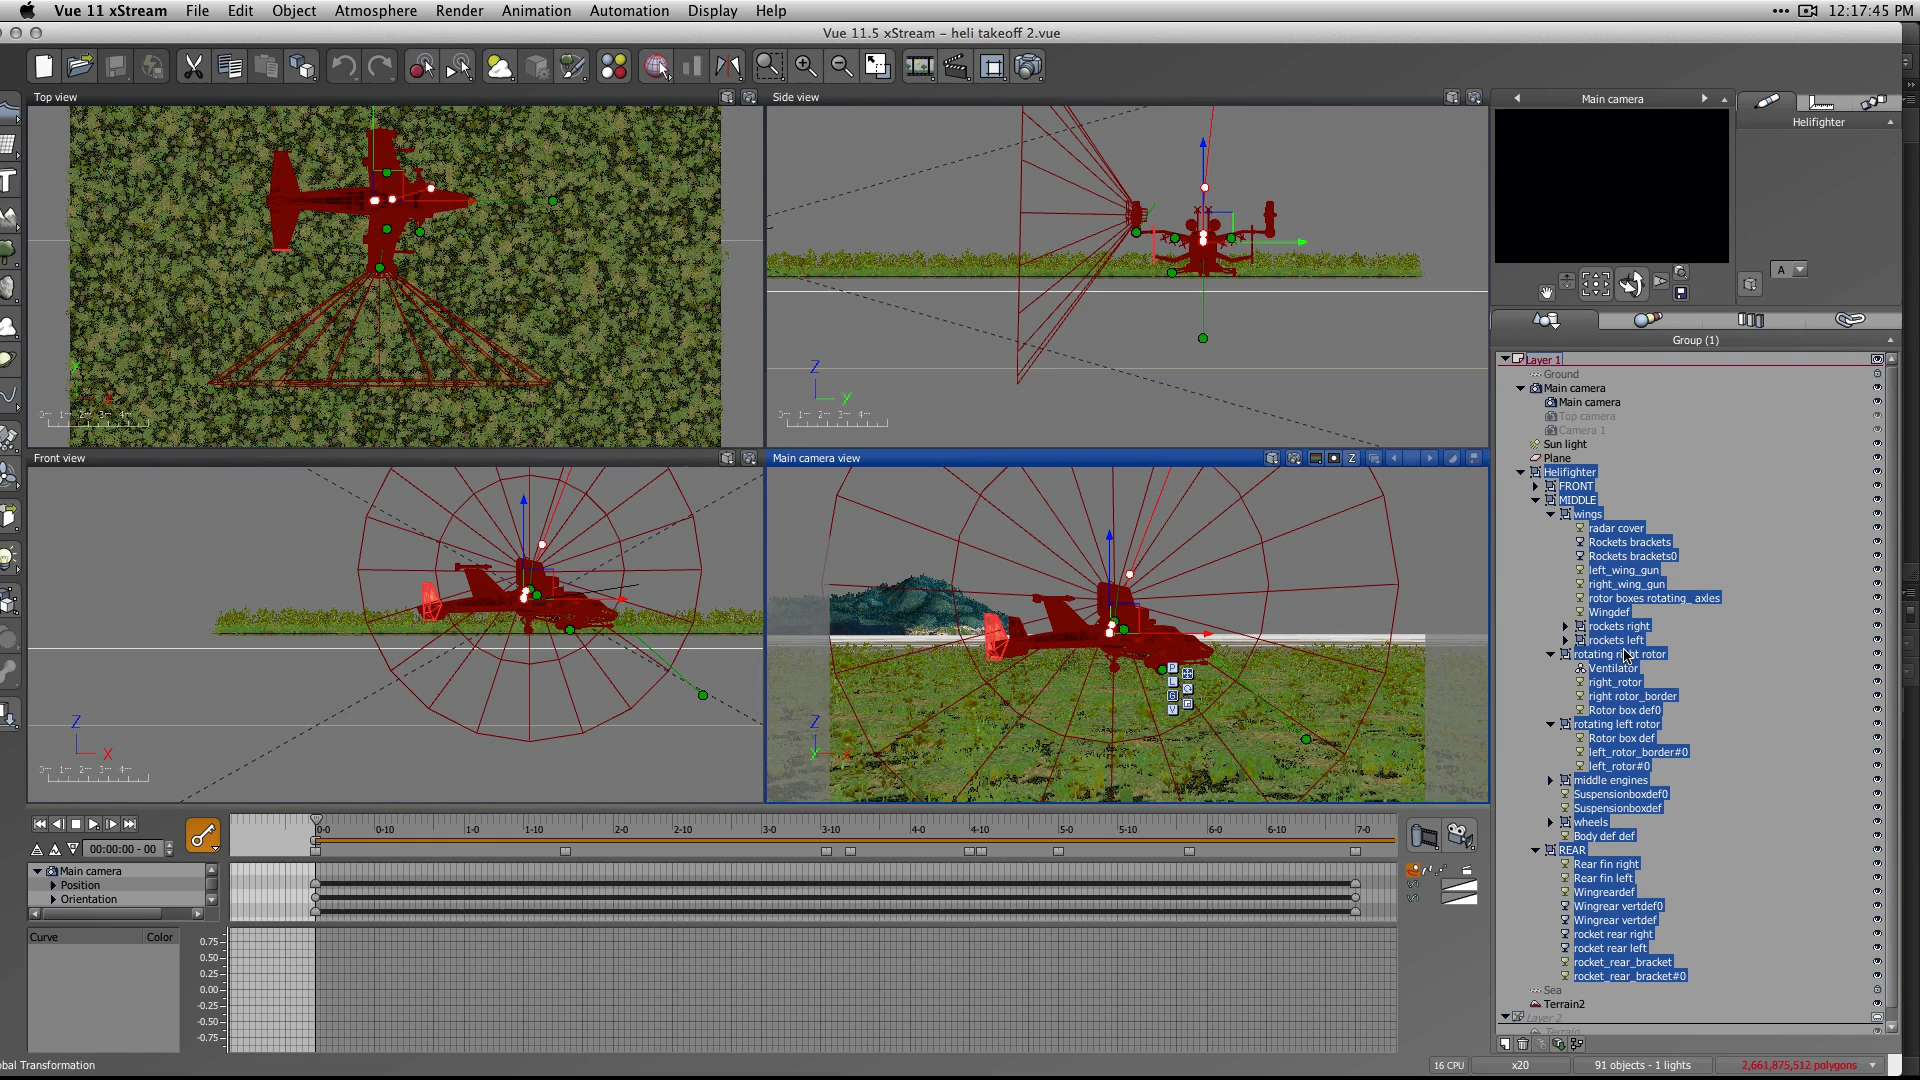 Vue 11 xStream File Edit Object Atmosphere Render Animation Automation Display Help 12:17:45 PM
Vue 11.5 xStream – heli takeoff 2.vue
Top view
Side view
Main camera
Helifighter
A
Group (1)
Layer 1
Ground
Main camera
Main camera
Top camera
Camera 1
Sun light
Plane
Helifighter
FRONT
MIDDLE
wings
radar cover
Rockets brackets
Rockets brackets0
left_wing_gun
right_wing_gun
rotor boxes rotating_ axles
Wingdef
rockets right
rockets left
rotating right rotor
Ventilator
right_rotor
right rotor_border
Rotor box def0
rotating left rotor
Rotor box def
left_rotor_border#0
left_rotor#0
middle engines
Suspensionboxdef0
Suspensionboxdef
wheels
Body def def
REAR
Rear fin right
Rear fin left
Wingreardef
Wingrear vertdef0
Wingrear vertdef
rocket rear right
rocket rear left
rocket_rear_bracket
rocket_rear_bracket#0
Sea
Terrain2
Layer 2
Terrain
y
X
Z
y
Front view
Main camera view
Z
P
L
G
V
Z
X
Z
y
X
0-0 0-10 1-0 1-10 2-0 2-10 3-0 3-10 4-0 4-10 5-0 5-10 6-0 6-10 7-0
00:00:00 - 00
Main camera
Position
Orientation
Curve Color
0.75
0.50
0.25
0.00
-0.25
-0.50
-0.75
bal Transformation
16 CPU x20 91 objects - 1 lights 2,661,875,512 polygons